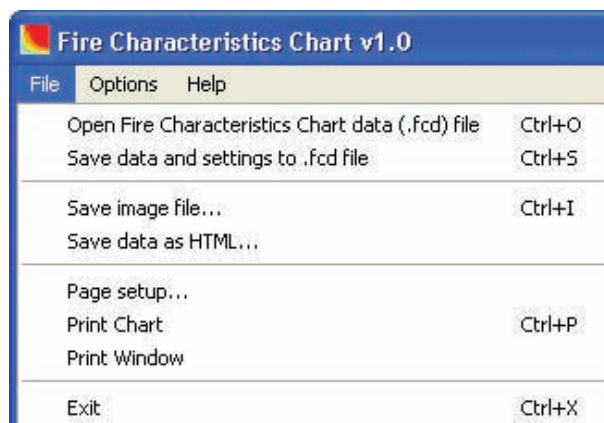 Fire Characteristics Chart v1.0
File Options Help
Open Fire Characteristics Chart data (.fcd) file Ctrl+O
Save data and settings to .fcd file Ctrl+S
Save image file... Ctrl+I
Save data as HTML...
Page setup...
Print Chart Ctrl+P
Print Window
Exit Ctrl+X